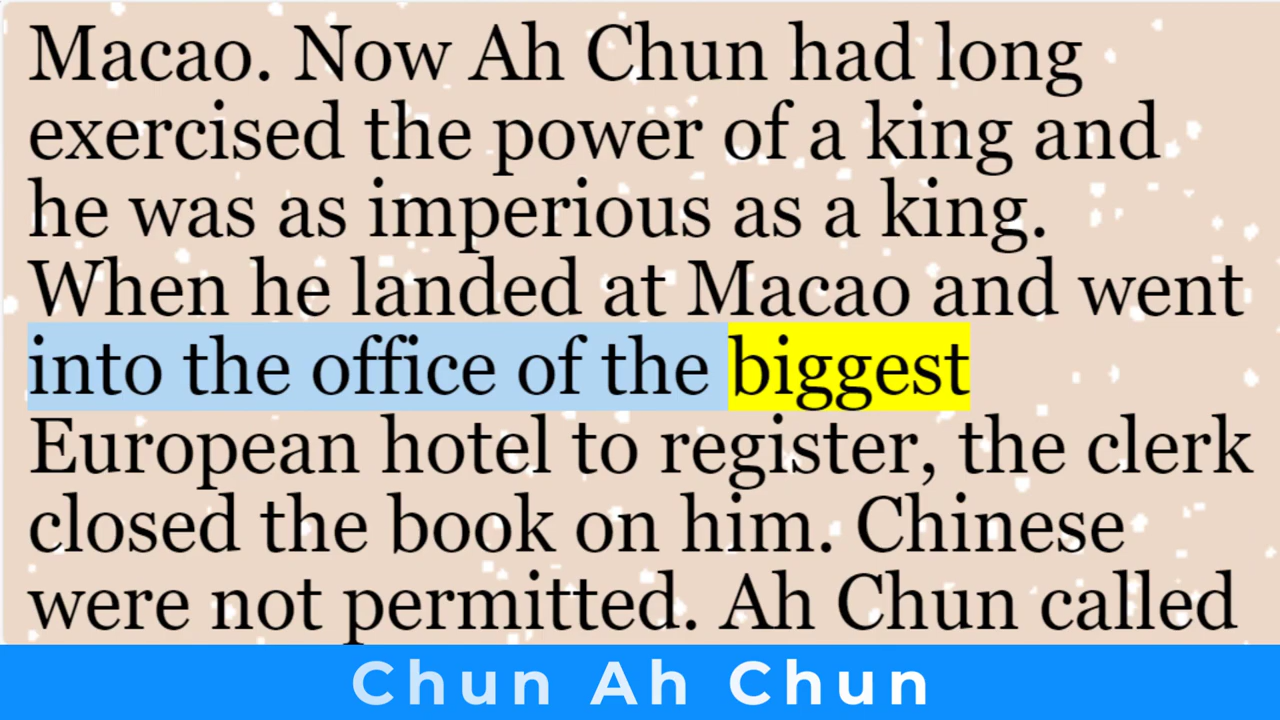 Macao. Now Ah Chun had long
exercised the power of a king and
he was as imperious as a king.
When he landed at Macao and went
into the office of the biggest
European hotel to register, the clerk
closed the book on him. Chinese
were not permitted. Ah Chun called
Chun Ah Chun